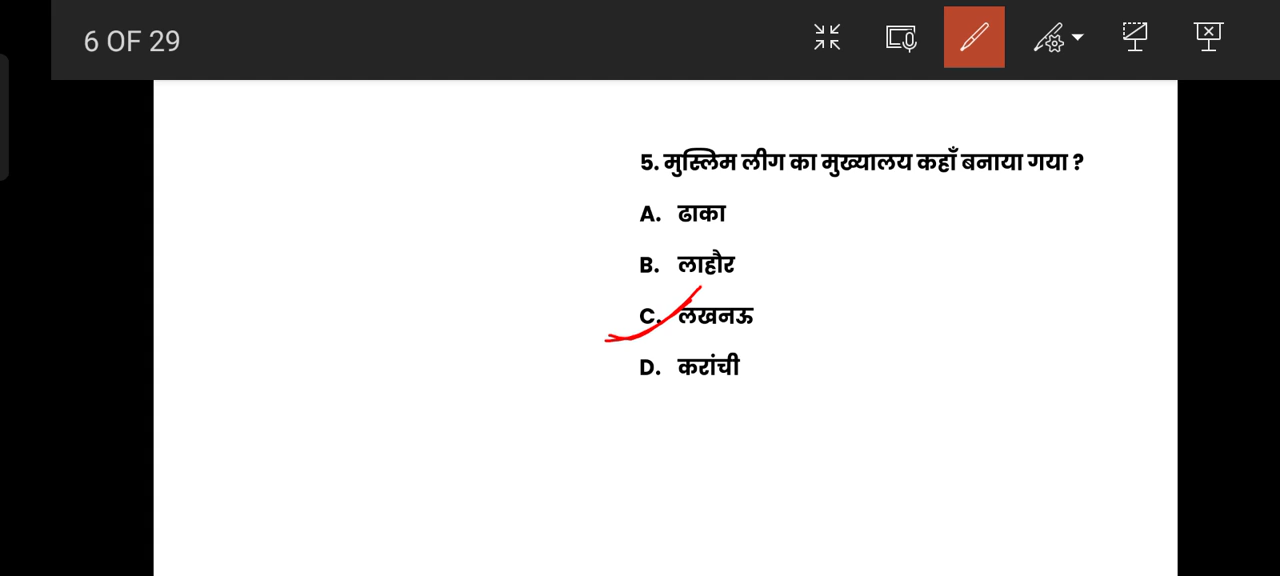 6 OF 29
5. मुस्लिम लीग का मुख्यालय कहाँ बनाया गया ?
A. ढाका
B. लाहौर
C. लखनऊ
D. करांची